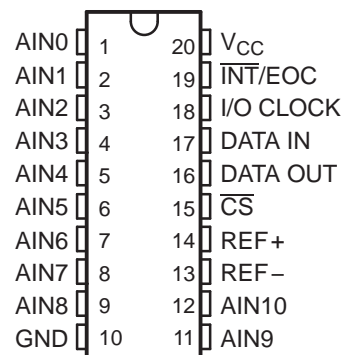 AIN0 1 20 VCC
AIN1 2 19 INT/EOC
AIN2 3 18 I/O CLOCK
AIN3 4 17 DATA IN
AIN4 5 16 DATA OUT
AIN5 6 15 CS
AIN6 7 14 REF+
AIN7 8 13 REF−
AIN8 9 12 AIN10
GND 10 11 AIN9